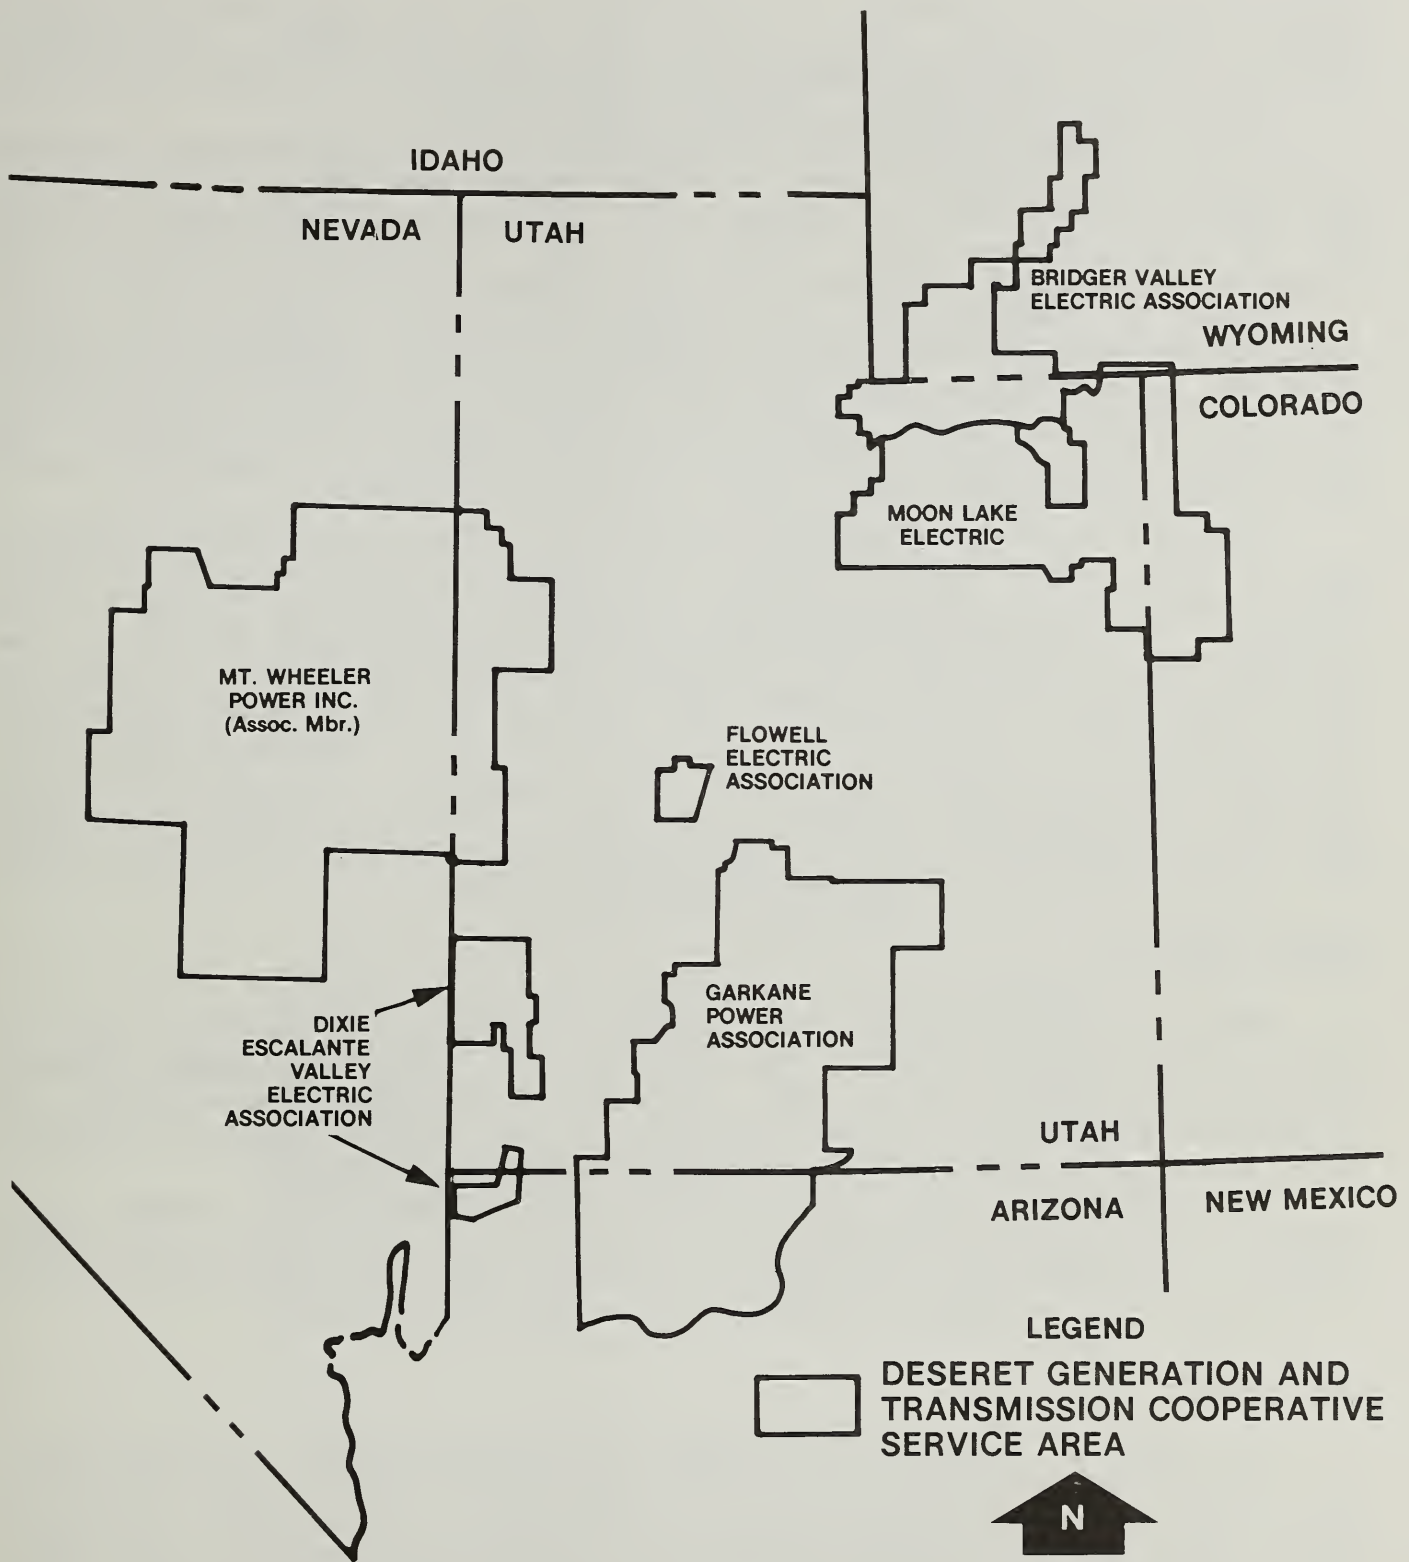 IDAHO
NEVADA
UTAH
BRIDGER VALLEY
ELECTRIC ASSOCIATION
WYOMING
COLORADO
MOON LAKE
ELECTRIC
MT. WHEELER
POWER INC.
(Assoc. Mbr.)
FLOWELL
ELECTRIC
ASSOCIATION
GARKANE
POWER
ASSOCIATION
DIXIE
ESCALANTE
VALLEY
ELECTRIC
ASSOCIATION
UTAH
ARIZONA
NEW MEXICO
LEGEND
DESERET GENERATION AND
TRANSMISSION COOPERATIVE
SERVICE AREA
N